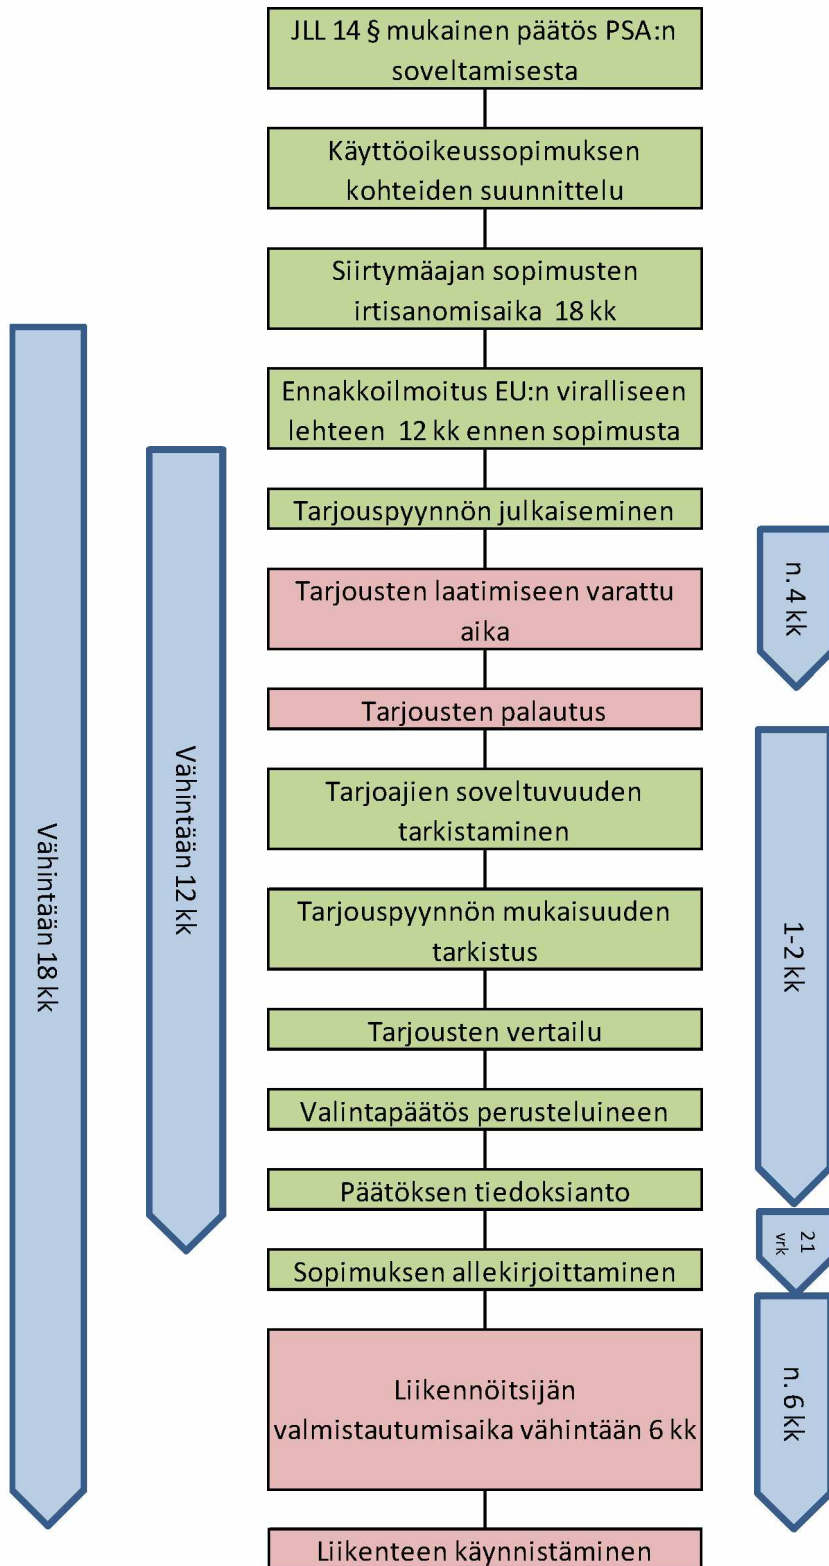 JLL 14 § mukainen päätös PSA:n
soveltamisesta
Käyttöoikeussopimuksen
kohteiden suunnittelu
Siirtymäajan sopimusten
irtisanomisaika 18 kk
Ennakkoilmoitus EU:n viralliseen
lehteen 12 kk ennen sopimusta
Tarjouspyynnön julkaiseminen
Tarjousten laatimiseen varattu
aika
Tarjousten palautus
Tarjoajien soveltuvuuden
tarkistaminen
Tarjouspyynnön mukaisuuden
tarkistus
Tarjousten vertailu
Valintapäätös perusteluineen
Päätöksen tiedoksianto
Sopimuksen allekirjoittaminen
Liikennöitsijän
valmistautumisaika vähintään 6 kk
Liikenteen käynnistäminen
Vähintään 18 kk
Vähintään 12 kk
n. 4 kk
1-2 kk
21
vrk
n. 6 kk